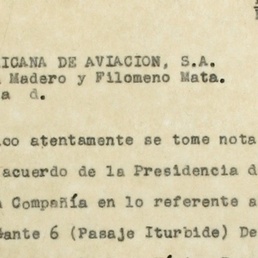 ICANA DE AVIACION, S.A.
Madero y Filomeno Mata.
a d.
co atentamente se tome nota
acuerdo de la Presidencia d
Compañía en lo referente a
ante 6 (Pasaje Iturbide) De